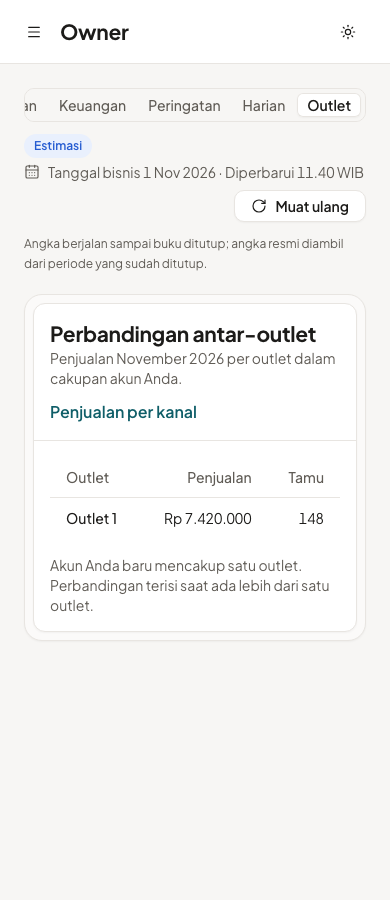 Owner
an Keuangan Peringatan Harian Outlet
Estimasi
Tanggal bisnis 1 Nov 2026 · Diperbarui 11.40 WIB
Muat ulang
Angka berjalan sampai buku ditutup; angka resmi diambil
dari periode yang sudah ditutup.
Perbandingan antar-outlet
Penjualan November 2026 per outlet dalam
cakupan akun Anda.
Penjualan per kanal
Outlet Penjualan Tamu
Outlet 1 Rp 7.420.000 148
Akun Anda baru mencakup satu outlet.
Perbandingan terisi saat ada lebih dari satu
outlet.